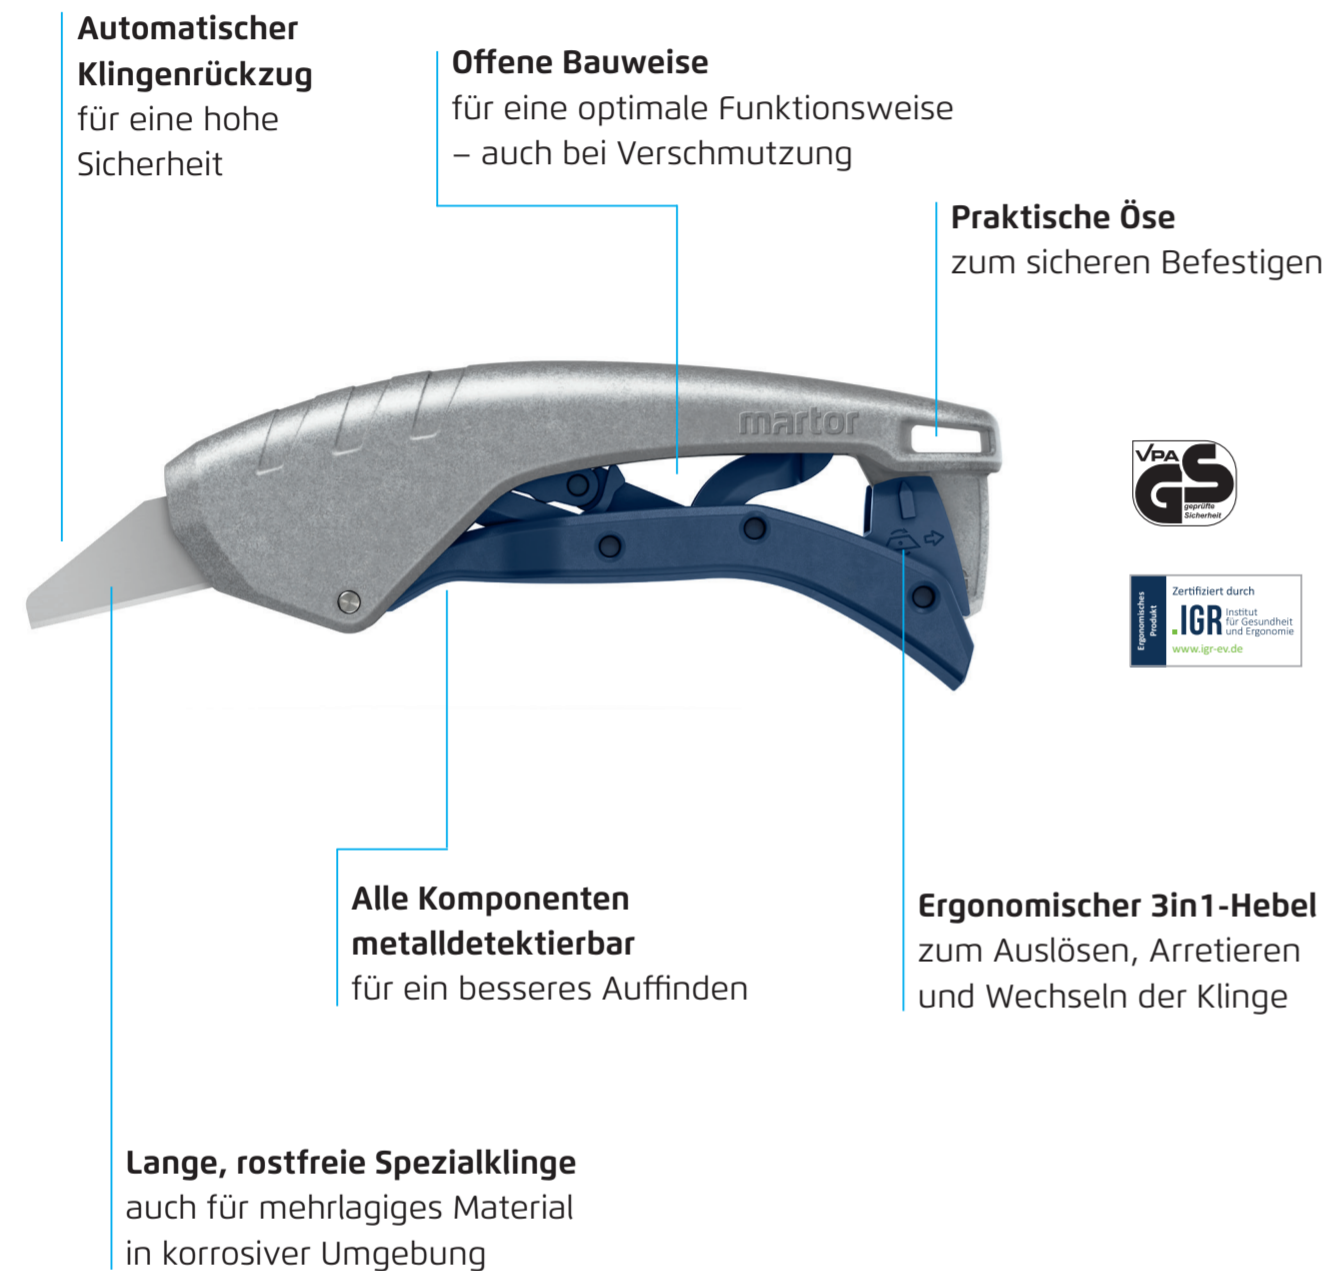 Automatischer
Klingenrückzug
für eine hohe
Sicherheit
Offene Bauweise
für eine optimale Funktionsweise
– auch bei Verschmutzung
Praktische Öse
zum sicheren Befestigen
martor
VPA
GS
geprüfte
Sicherheit
Ergonomisches
Produkt
Zertifiziert durch
.IGR
Institut
für Gesundheit
und Ergonomie
www.igr-ev.de
Alle Komponenten
metalldetektierbar
für ein besseres Auffinden
Ergonomischer 3in1-Hebel
zum Auslösen, Arretieren
und Wechseln der Klinge
Lange, rostfreie Spezialklinge
auch für mehrlagiges Material
in korrosiver Umgebung